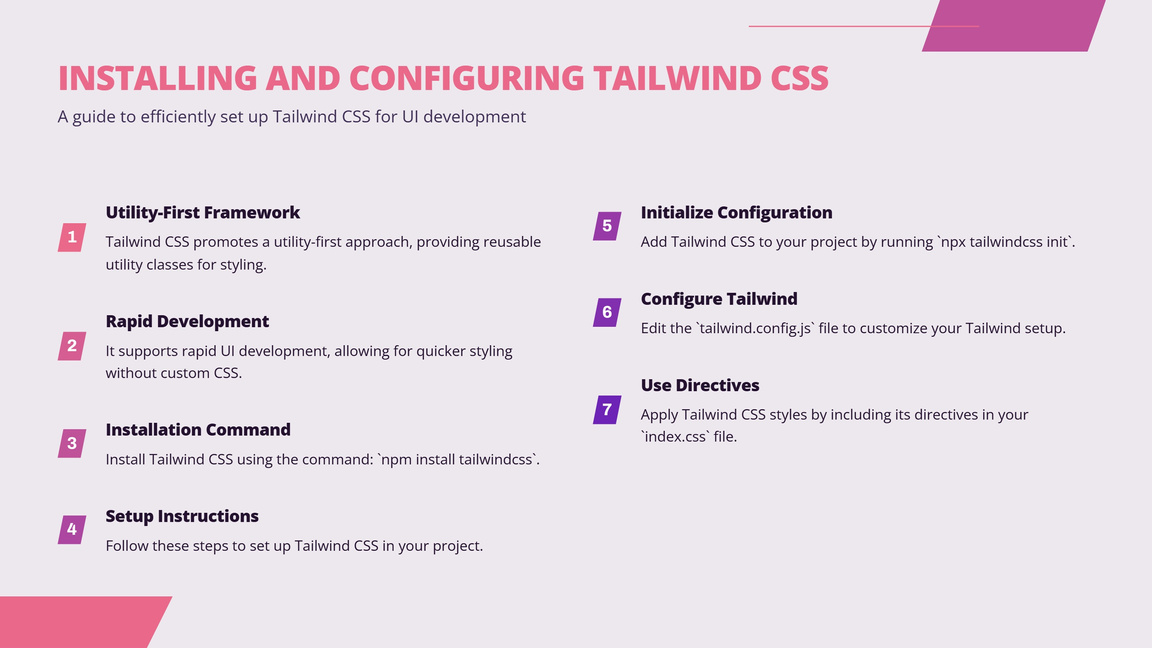 INSTALLING AND CONFIGURING TAILWIND CSS
A guide to efficiently set up Tailwind CSS for UI development
1
Utility-First Framework
Tailwind CSS promotes a utility-first approach, providing reusable
utility classes for styling.
2
Rapid Development
It supports rapid UI development, allowing for quicker styling
without custom CSS.
3
Installation Command
Install Tailwind CSS using the command: `npm install tailwindcss`.
4
Setup Instructions
Follow these steps to set up Tailwind CSS in your project.
5
Initialize Configuration
Add Tailwind CSS to your project by running `npx tailwindcss init`.
6
Configure Tailwind
Edit the `tailwind.config.js` file to customize your Tailwind setup.
7
Use Directives
Apply Tailwind CSS styles by including its directives in your
`index.css` file.